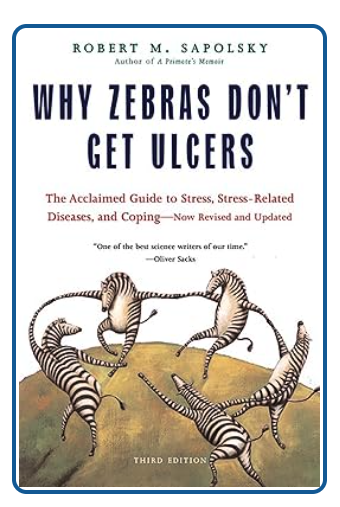 ROBERT M. SAPOLSKY
Author of A Primate's Memoir
WHY ZEBRAS DON'T
GET ULCERS
The Acclaimed Guide to Stress, Stress-Related
Diseases, and Coping—Now Revised and Updated
"One of the best science writers of our time."
—Oliver Sacks
THIRD EDITION